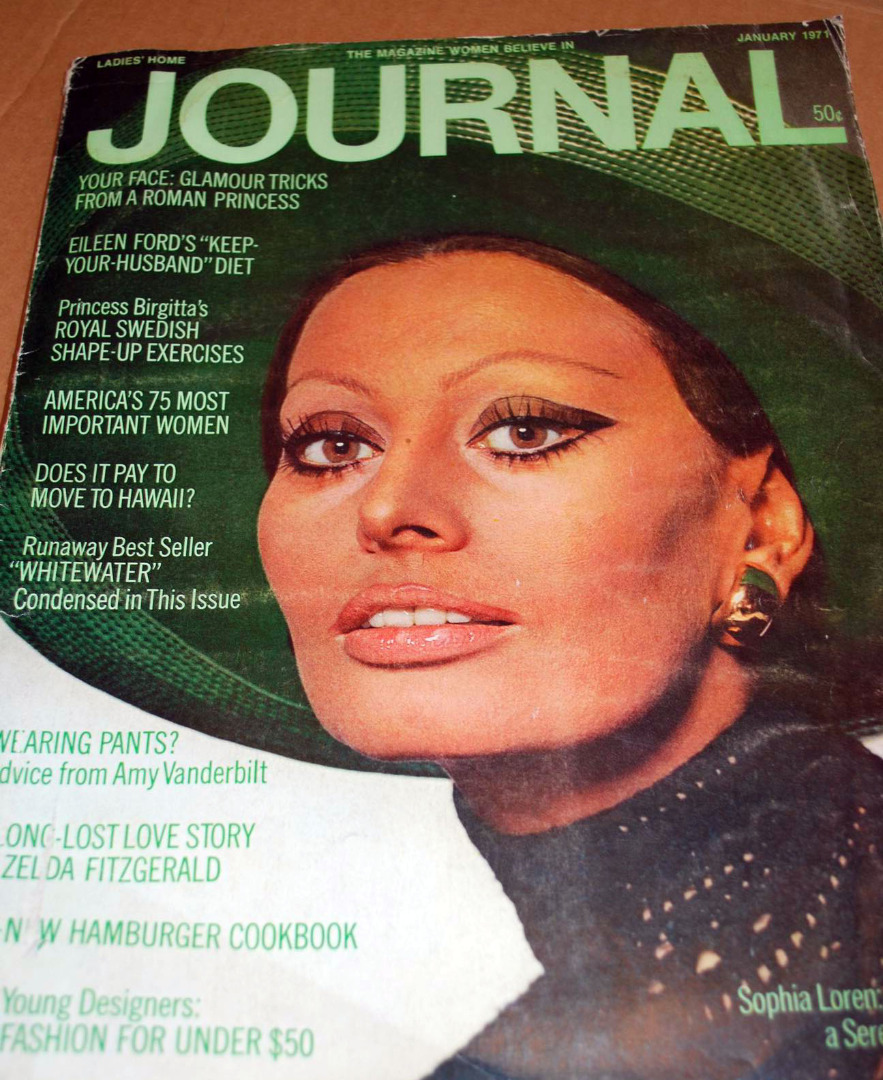 LADIES' HOME
THE MAGAZINE WOMEN BELIEVE IN
JANUARY 1971
JOURNAL
50¢
YOUR FACE: GLAMOUR TRICKS
FROM A ROMAN PRINCESS
EILEEN FORD'S "KEEP-
YOUR-HUSBAND" DIET
Princess Birgitta's
ROYAL SWEDISH
SHAPE-UP EXERCISES
AMERICA'S 75 MOST
IMPORTANT WOMEN
DOES IT PAY TO
MOVE TO HAWAII?
Runaway Best Seller
"WHITEWATER"
Condensed in This Issue
WEARING PANTS?
dvice from Amy Vanderbilt
ONG-LOST LOVE STORY
ZELDA FITZGERALD
HAMBURGER COOKBOOK
Young Designers:
FASHION FOR UNDER $50
Sophia Loren:
a